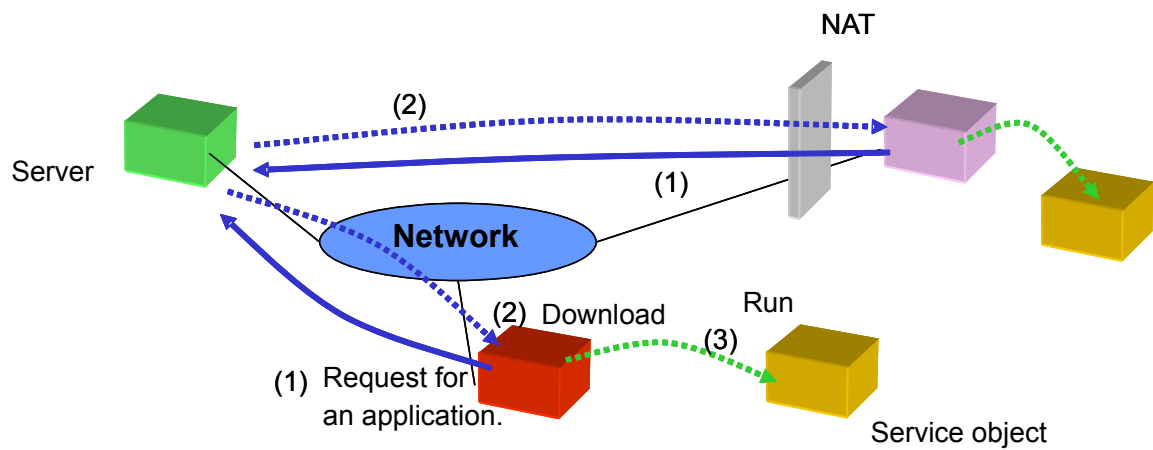 NAT
(2)
Server
(1)
Network
(2) Download
Run
(3)
(1) Request for
an application.
Service object